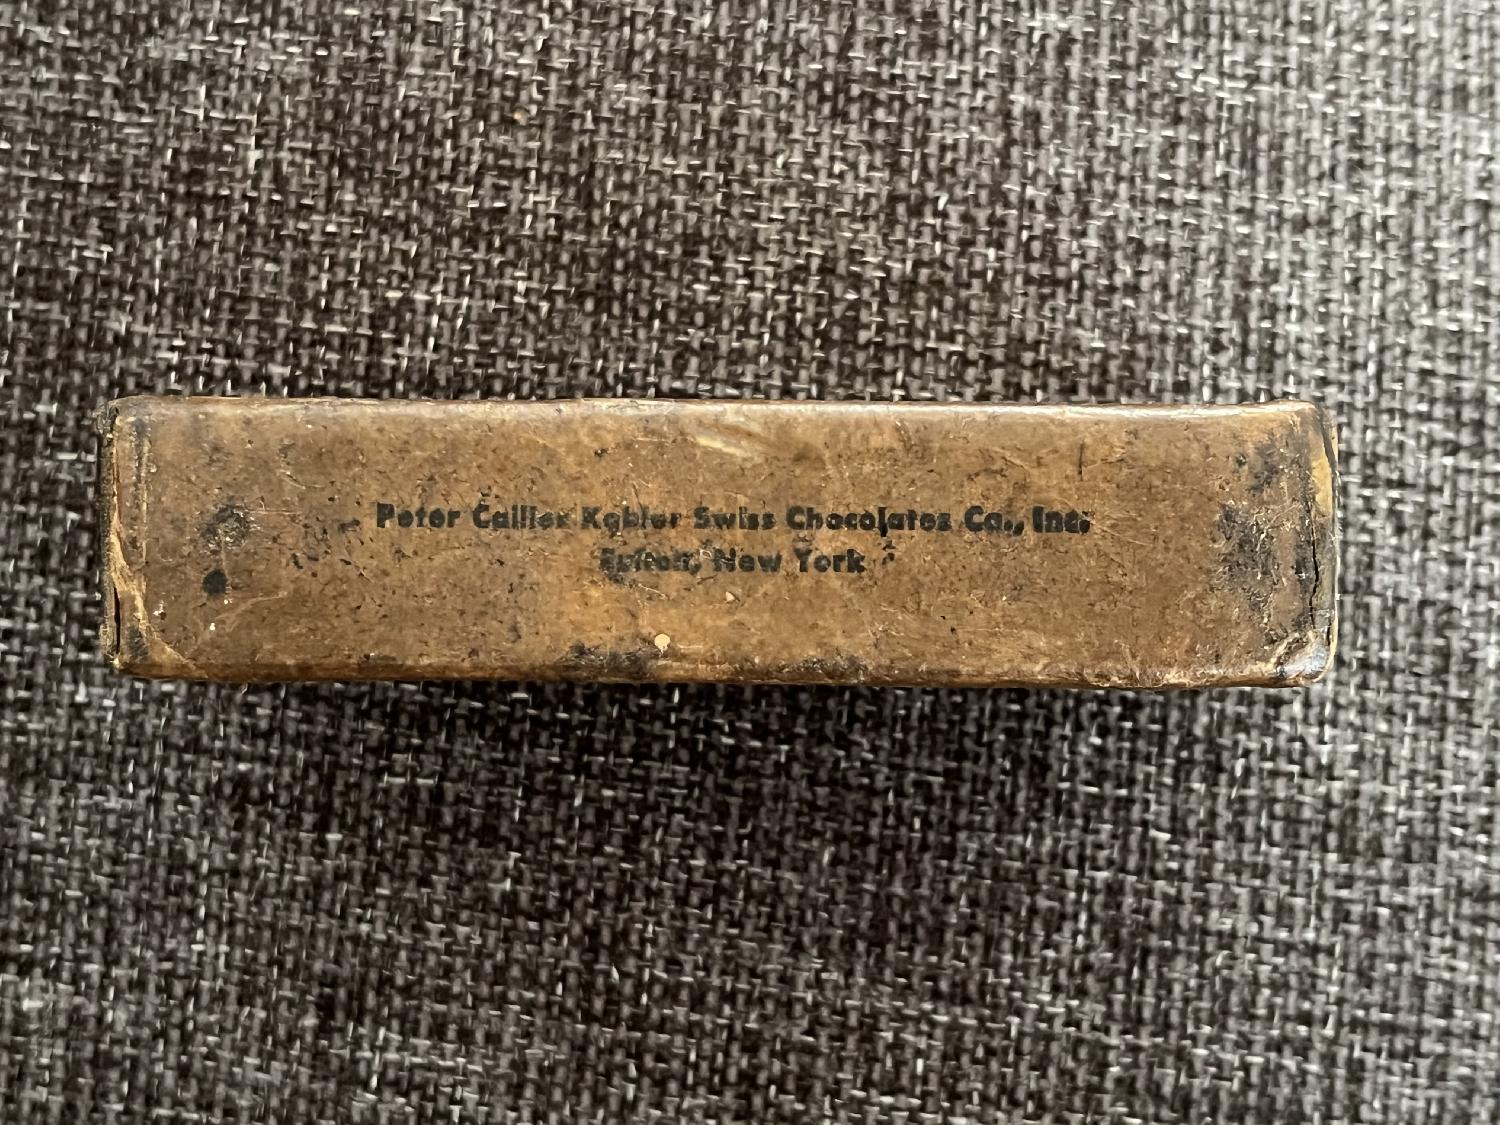 Peter Cailler Kohler Swiss Chocolates Co., Inc.
Fulton, New York